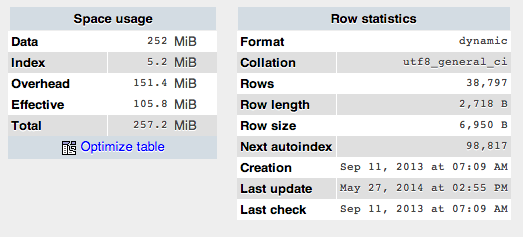 Space usage
Data 252 MiB
Index 5.2 MiB
Overhead 151.4 MiB
Effective 105.8 MiB
Total 257.2 MiB
Optimize table
Row statistics
Format dynamic
Collation utf8_general_ci
Rows 38,797
Row length 2,718 B
Row size 6,950 B
Next autoindex 98,817
Creation Sep 11, 2013 at 07:09 AM
Last update May 27, 2014 at 02:55 PM
Last check Sep 11, 2013 at 07:09 AM